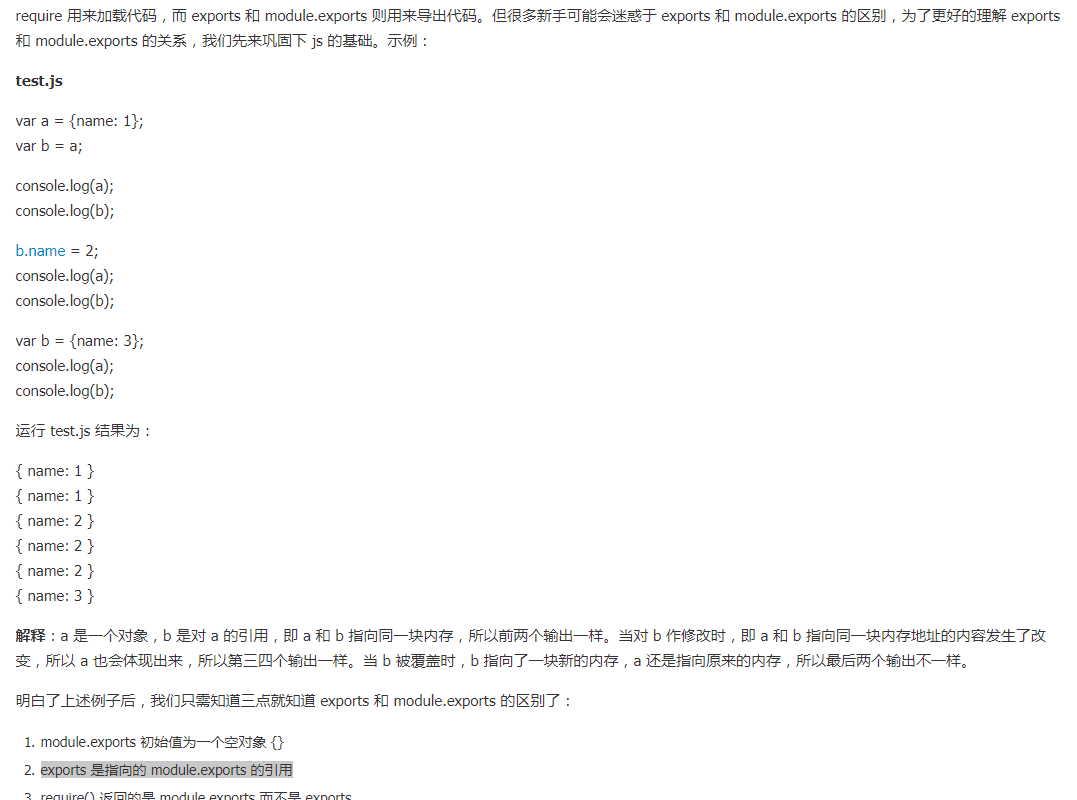 require 用来加载代码，而 exports 和 module.exports 则用来导出代码。但很多新手可能会迷惑于 exports 和 module.exports 的区别，为了更好的理解 exports
和 module.exports 的关系，我们先来巩固下 js 的基础。示例：
test.js
var a = {name: 1};
var b = a;
console.log(a);
console.log(b);
b.name = 2;
console.log(a);
console.log(b);
var b = {name: 3};
console.log(a);
console.log(b);
运行 test.js 结果为：
{ name: 1 }
{ name: 1 }
{ name: 2 }
{ name: 2 }
{ name: 2 }
{ name: 3 }
解释：a 是一个对象，b 是对 a 的引用，即 a 和 b 指向同一块内存，所以前两个输出一样。当对 b 作修改时，即 a 和 b 指向同一块内存地址的内容发生了改
变，所以 a 也会体现出来，所以第三四个输出一样。当 b 被覆盖时，b 指向了一块新的内存，a 还是指向原来的内存，所以最后两个输出不一样。
明白了上述例子后，我们只需知道三点就知道 exports 和 module.exports 的区别了：
1. module.exports 初始值为一个空对象 {}
2. exports 是指向的 module.exports 的引用
3. require() 返回的是 module.exports 而不是 exports